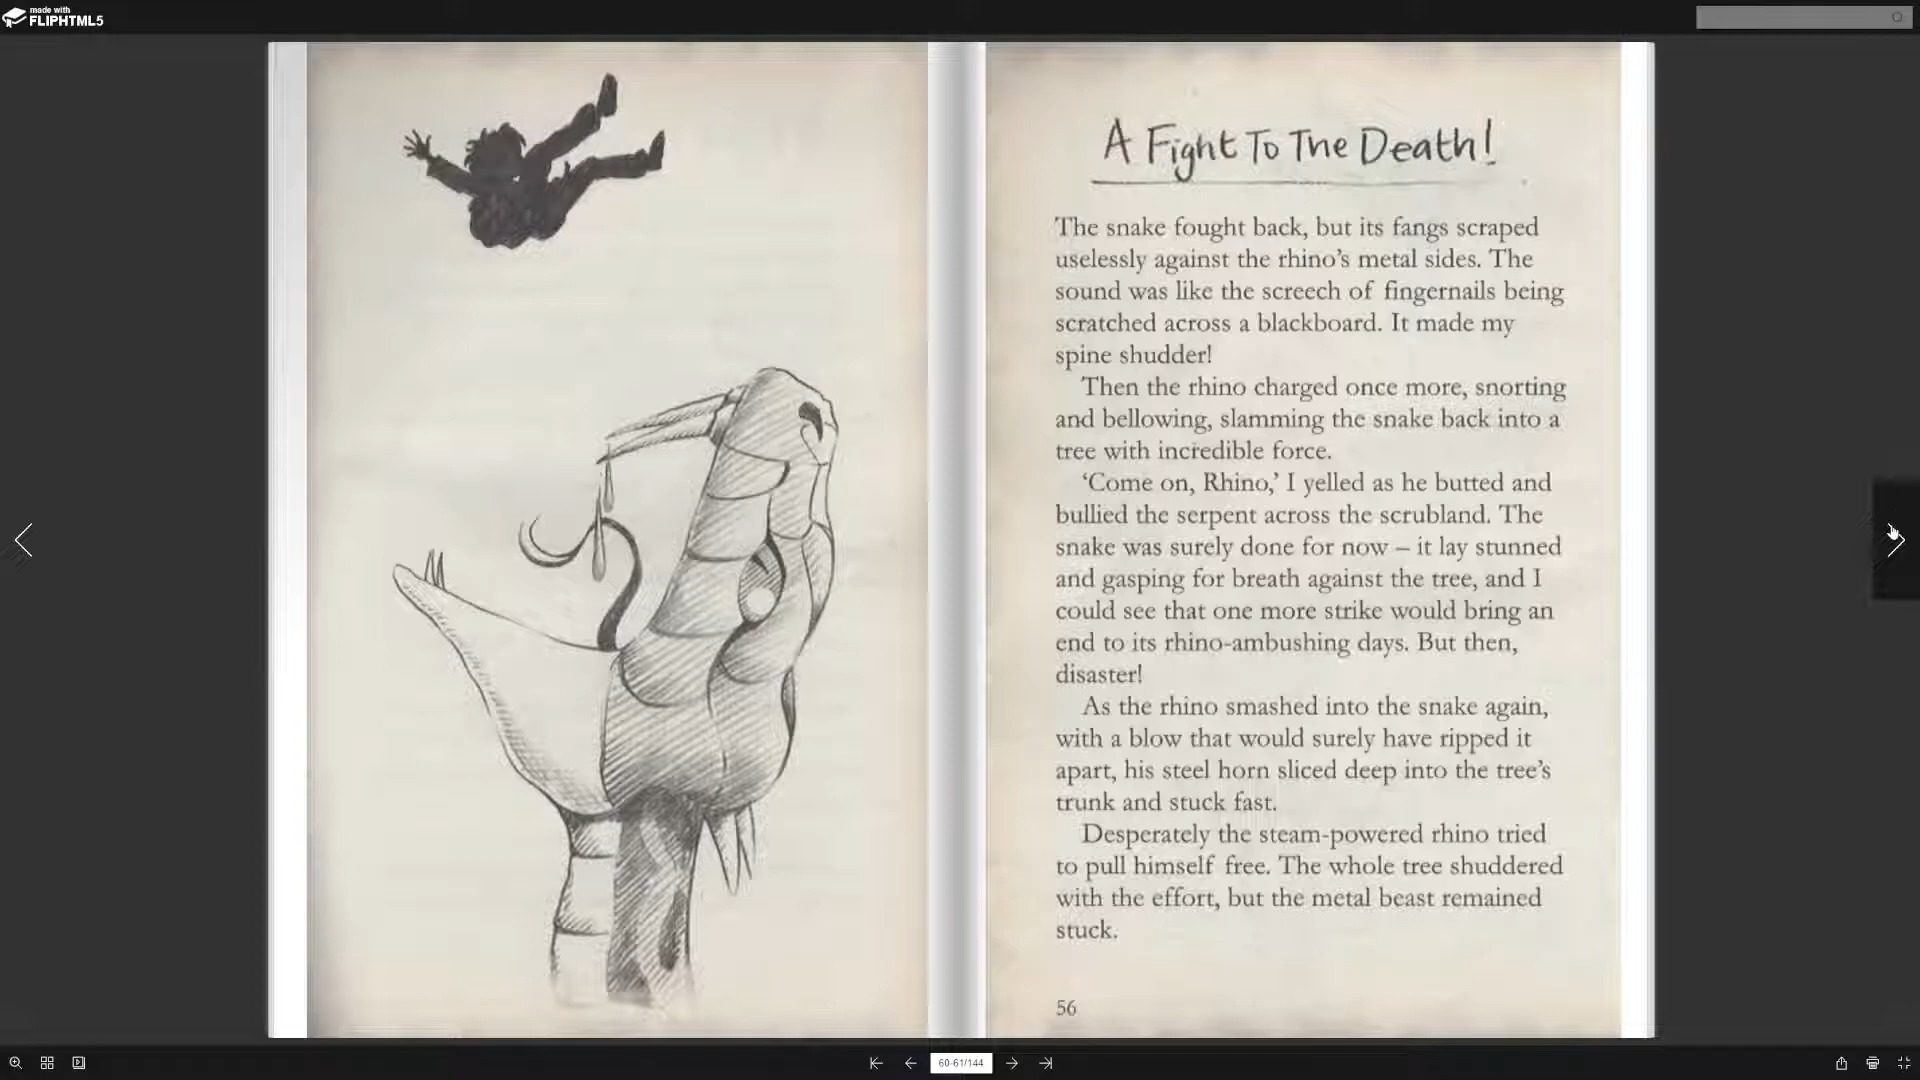 made with
FLIPHTML5
A Fight To The Death!
The snake fought back, but its fangs scraped
uselessly against the rhino's metal sides. The
sound was like the screech of fingernails being
scratched across a blackboard. It made my
spine shudder!
Then the rhino charged once more, snorting
and bellowing, slamming the snake back into a
tree with incredible force.
‘Come on, Rhino,’ I yelled as he butted and
bullied the serpent across the scrubland. The
snake was surely done for now – it lay stunned
and gasping for breath against the tree, and I
could see that one more strike would bring an
end to its rhino-ambushing days. But then,
disaster!
As the rhino smashed into the snake again,
with a blow that would surely have ripped it
apart, his steel horn sliced deep into the tree's
trunk and stuck fast.
Desperately the steam-powered rhino tried
to pull himself free. The whole tree shuddered
with the effort, but the metal beast remained
stuck.
56
60-61/144